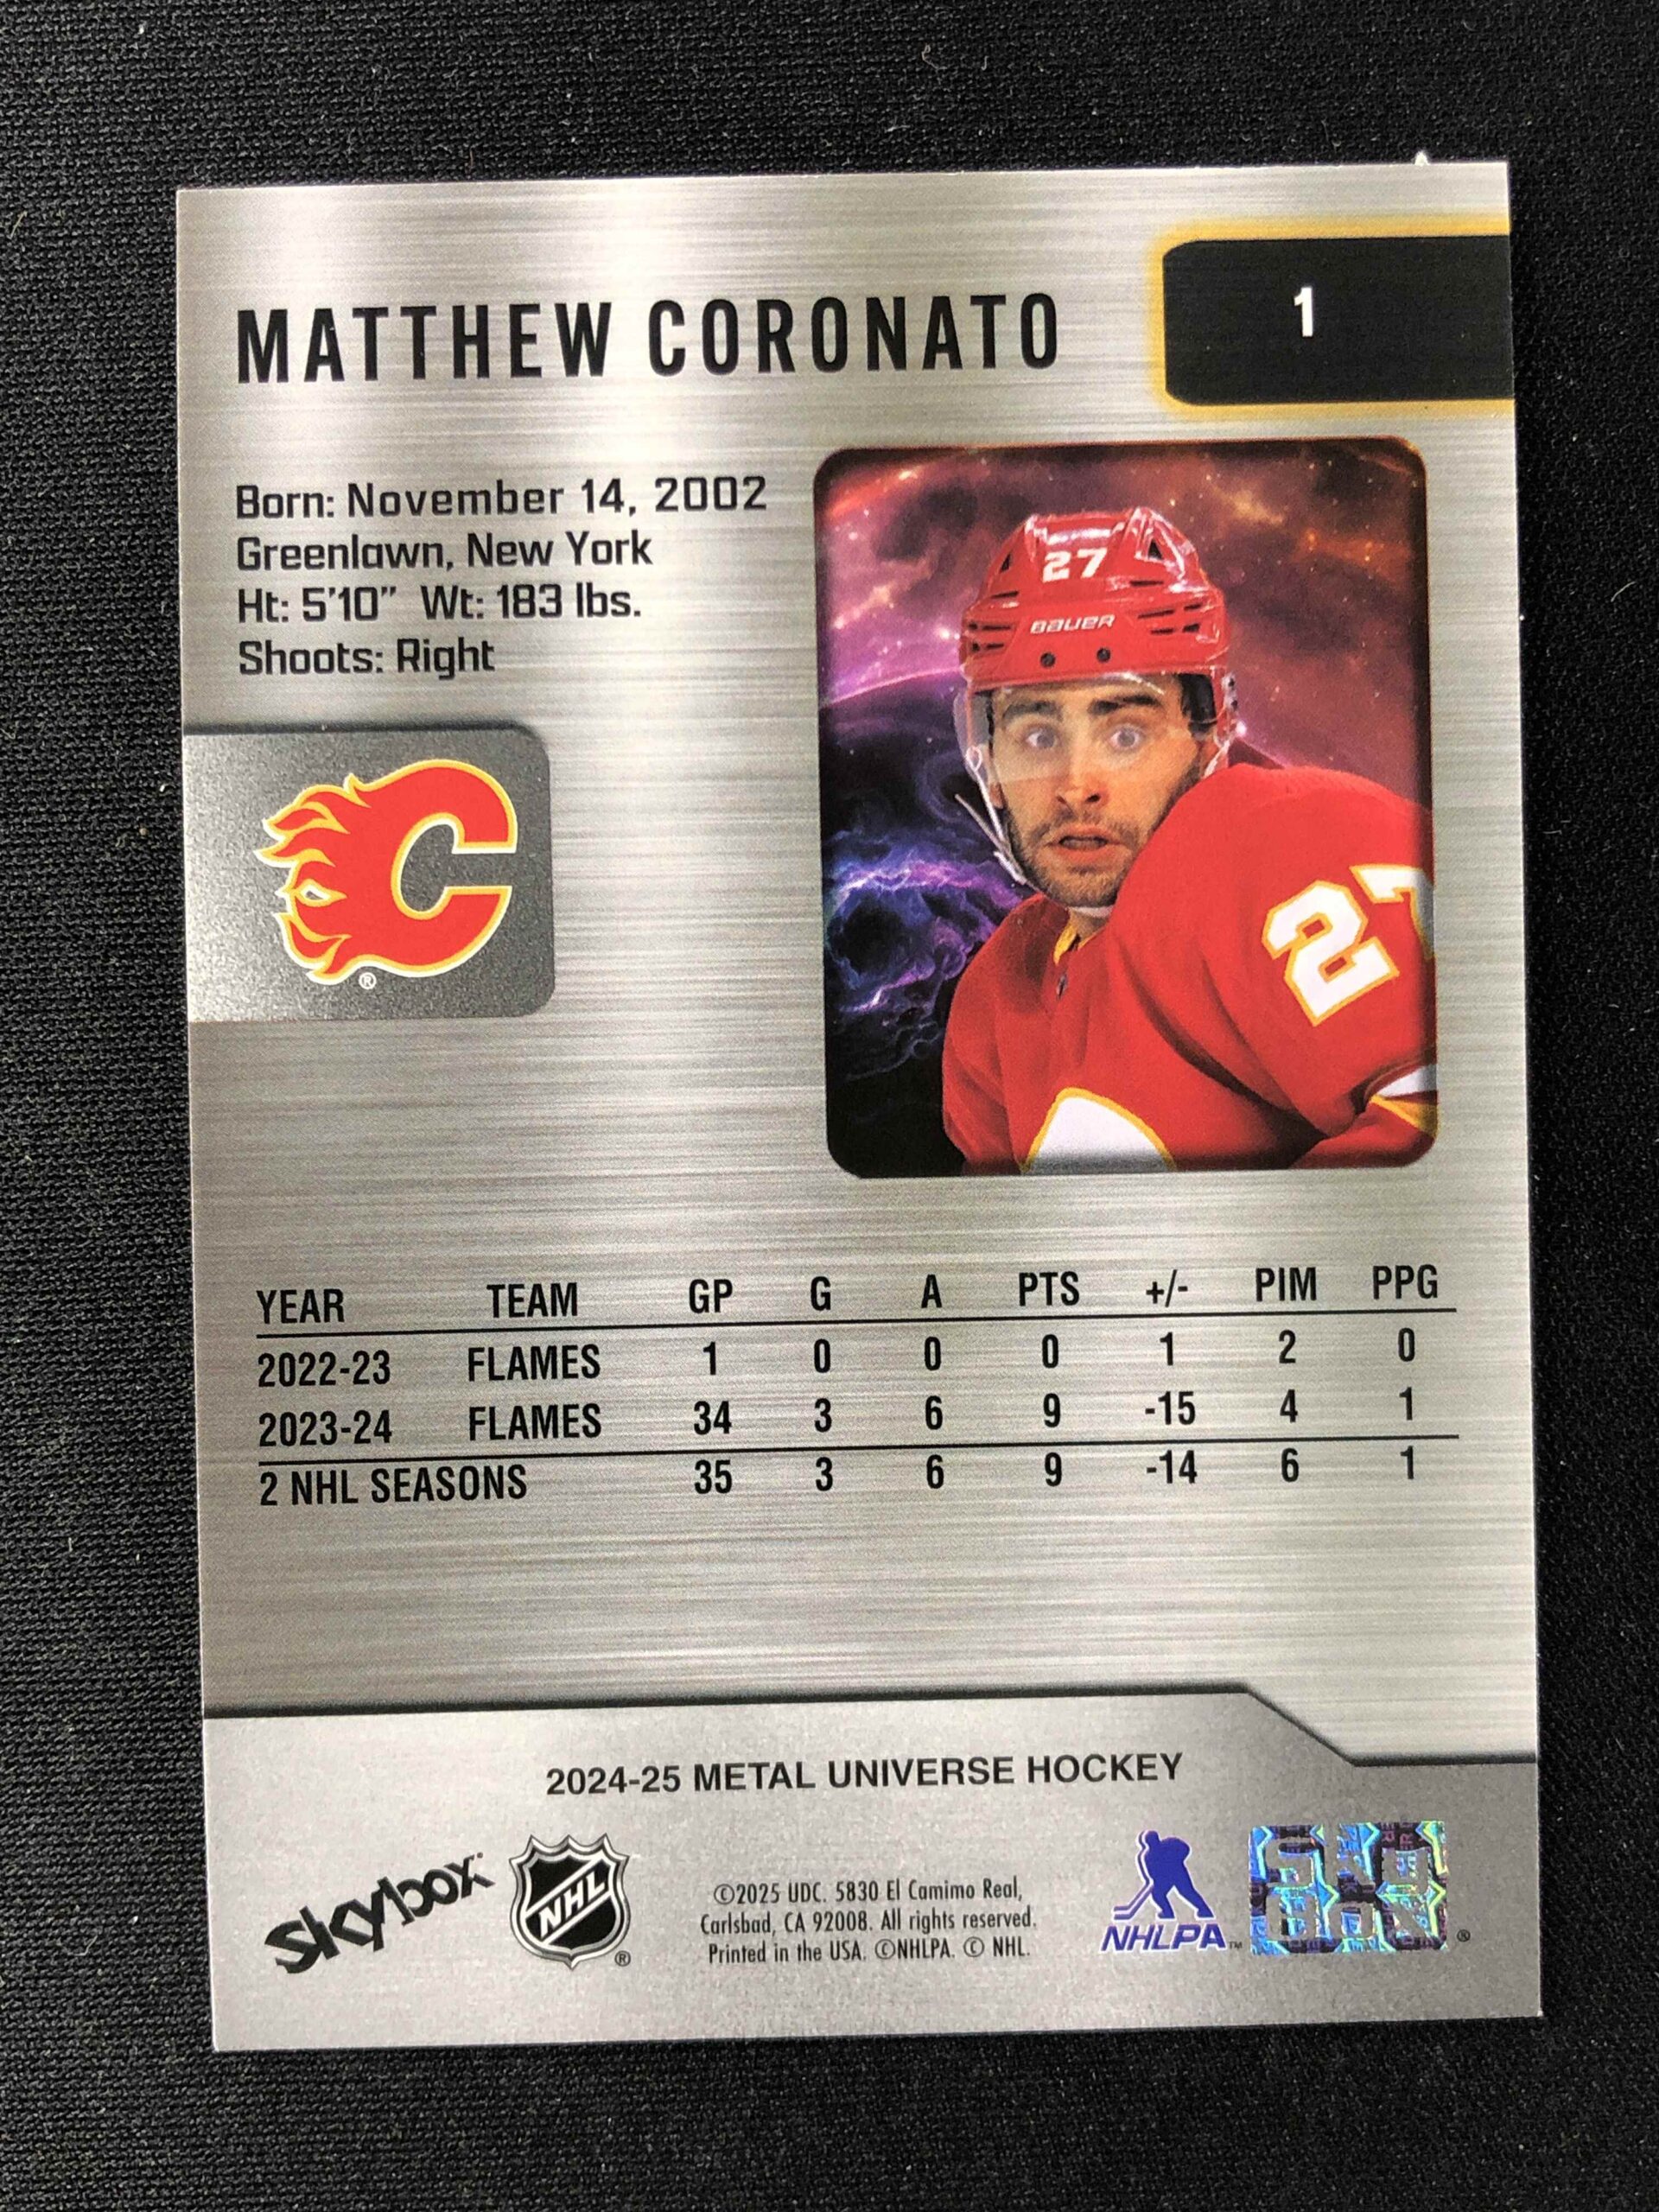 MATTHEW CORONATO
1
Born: November 14, 2002
Greenlawn, New York
Ht: 5'10" Wt: 183 lbs.
Shoots: Right
27
BAUER
27
®
YEAR TEAM GP G A PTS +/- PIM PPG
2022-23 FLAMES 1 0 0 0 1 2 0
2023-24 FLAMES 34 3 6 9 -15 4 1
2 NHL SEASONS 35 3 6 9 -14 6 1
2024-25 METAL UNIVERSE HOCKEY
skybox™
NHL
®
©2025 UDC. 5830 El Camimo Real,
Carlsbad, CA 92008. All rights reserved.
Printed in the USA. ©NHLPA. © NHL.
NHLPA™
®